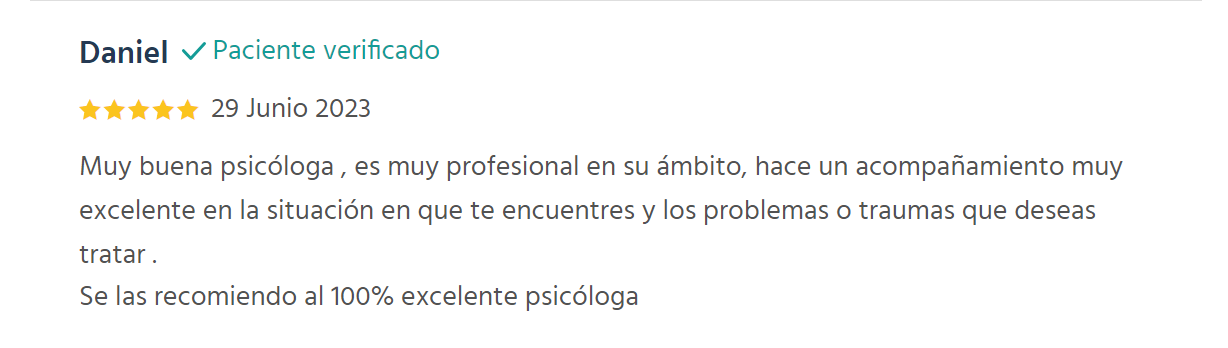 Daniel Paciente verificado
29 Junio 2023
Muy buena psicóloga , es muy profesional en su ámbito, hace un acompañamiento muy
excelente en la situación en que te encuentres y los problemas o traumas que deseas
tratar .
Se las recomiendo al 100% excelente psicóloga